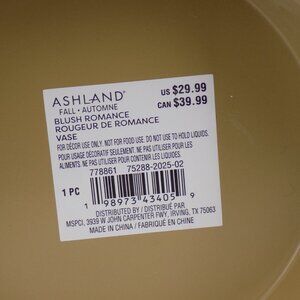 ASHLAND®
FALL • AUTOMNE
BLUSH ROMANCE
ROUGEUR DE ROMANCE
VASE
US $29.99
CAN $39.99
FOR DÉCOR USE ONLY. NOT FOR FOOD USE. DO NOT USE TO HOLD LIQUIDS.
POUR USAGE DÉCORATIF SEULEMENT. NE PAS UTILISER POUR LES
ALIMENTS. NE PAS UTILISER POUR CONTENIR LES LIQUIDES.
778861 75288-2025-02
1 PC
1 98973 43405 9
DISTRIBUTED BY / DISTRIBUÉ PAR
MSPCI, 3939 W JOHN CARPENTER FWY, IRVING, TX 75063
MADE IN CHINA / FABRIQUÉ EN CHINE